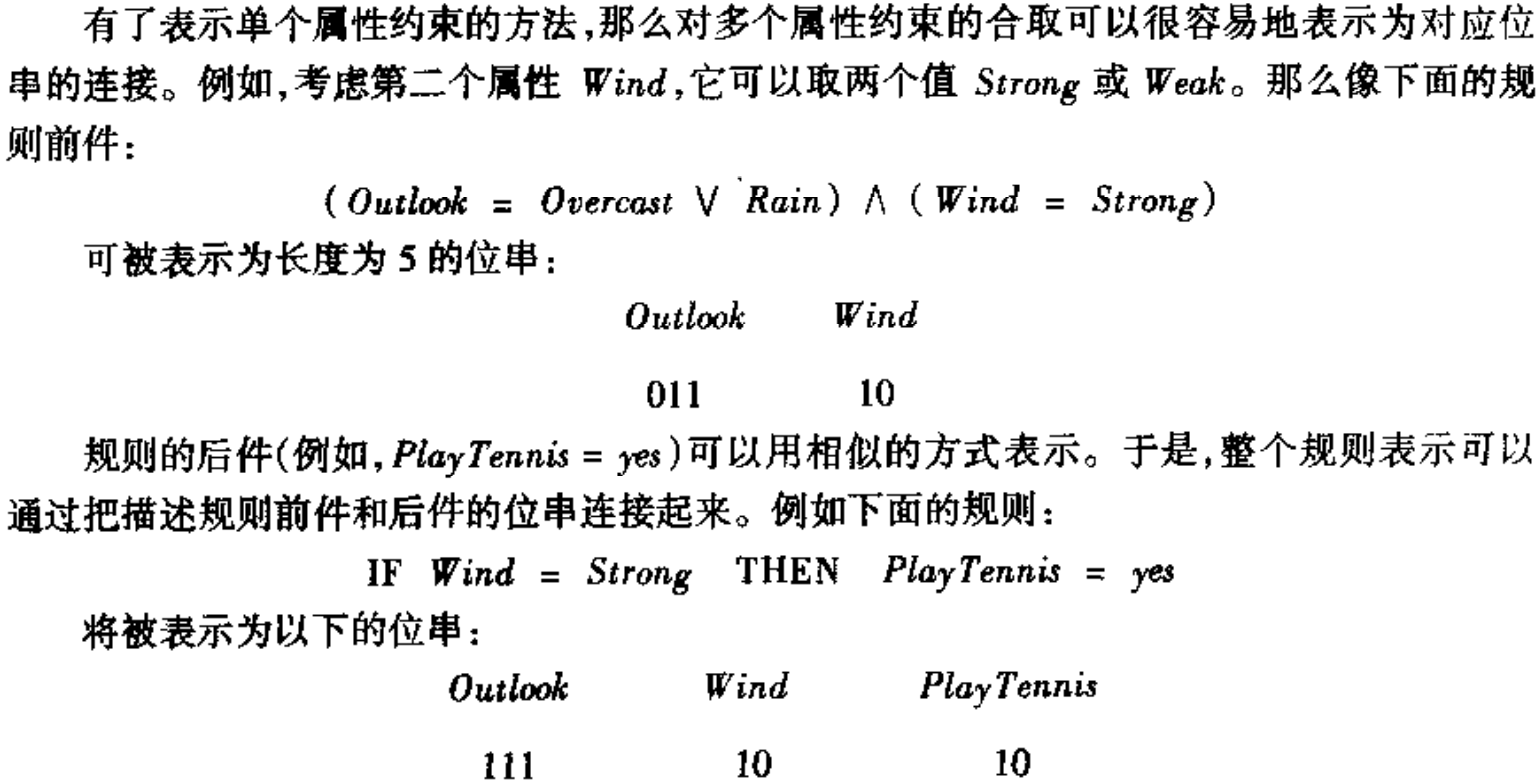 有了表示单个属性约束的方法,那么对多个属性约束的合取可以很容易地表示为对应位
串的连接。例如,考虑第二个属性 Wind,它可以取两个值 Strong 或 Weak。那么像下面的规
则前件:
( Outlook = Overcast ∨ Rain) ∧ ( Wind = Strong)
可被表示为长度为 5 的位串:
Outlook Wind
011 10
规则的后件(例如, PlayTennis = yes)可以用相似的方式表示。于是,整个规则表示可以
通过把描述规则前件和后件的位串连接起来。例如下面的规则:
IF Wind = Strong THEN PlayTennis = yes
将被表示为以下的位串:
Outlook Wind PlayTennis
111 10 10